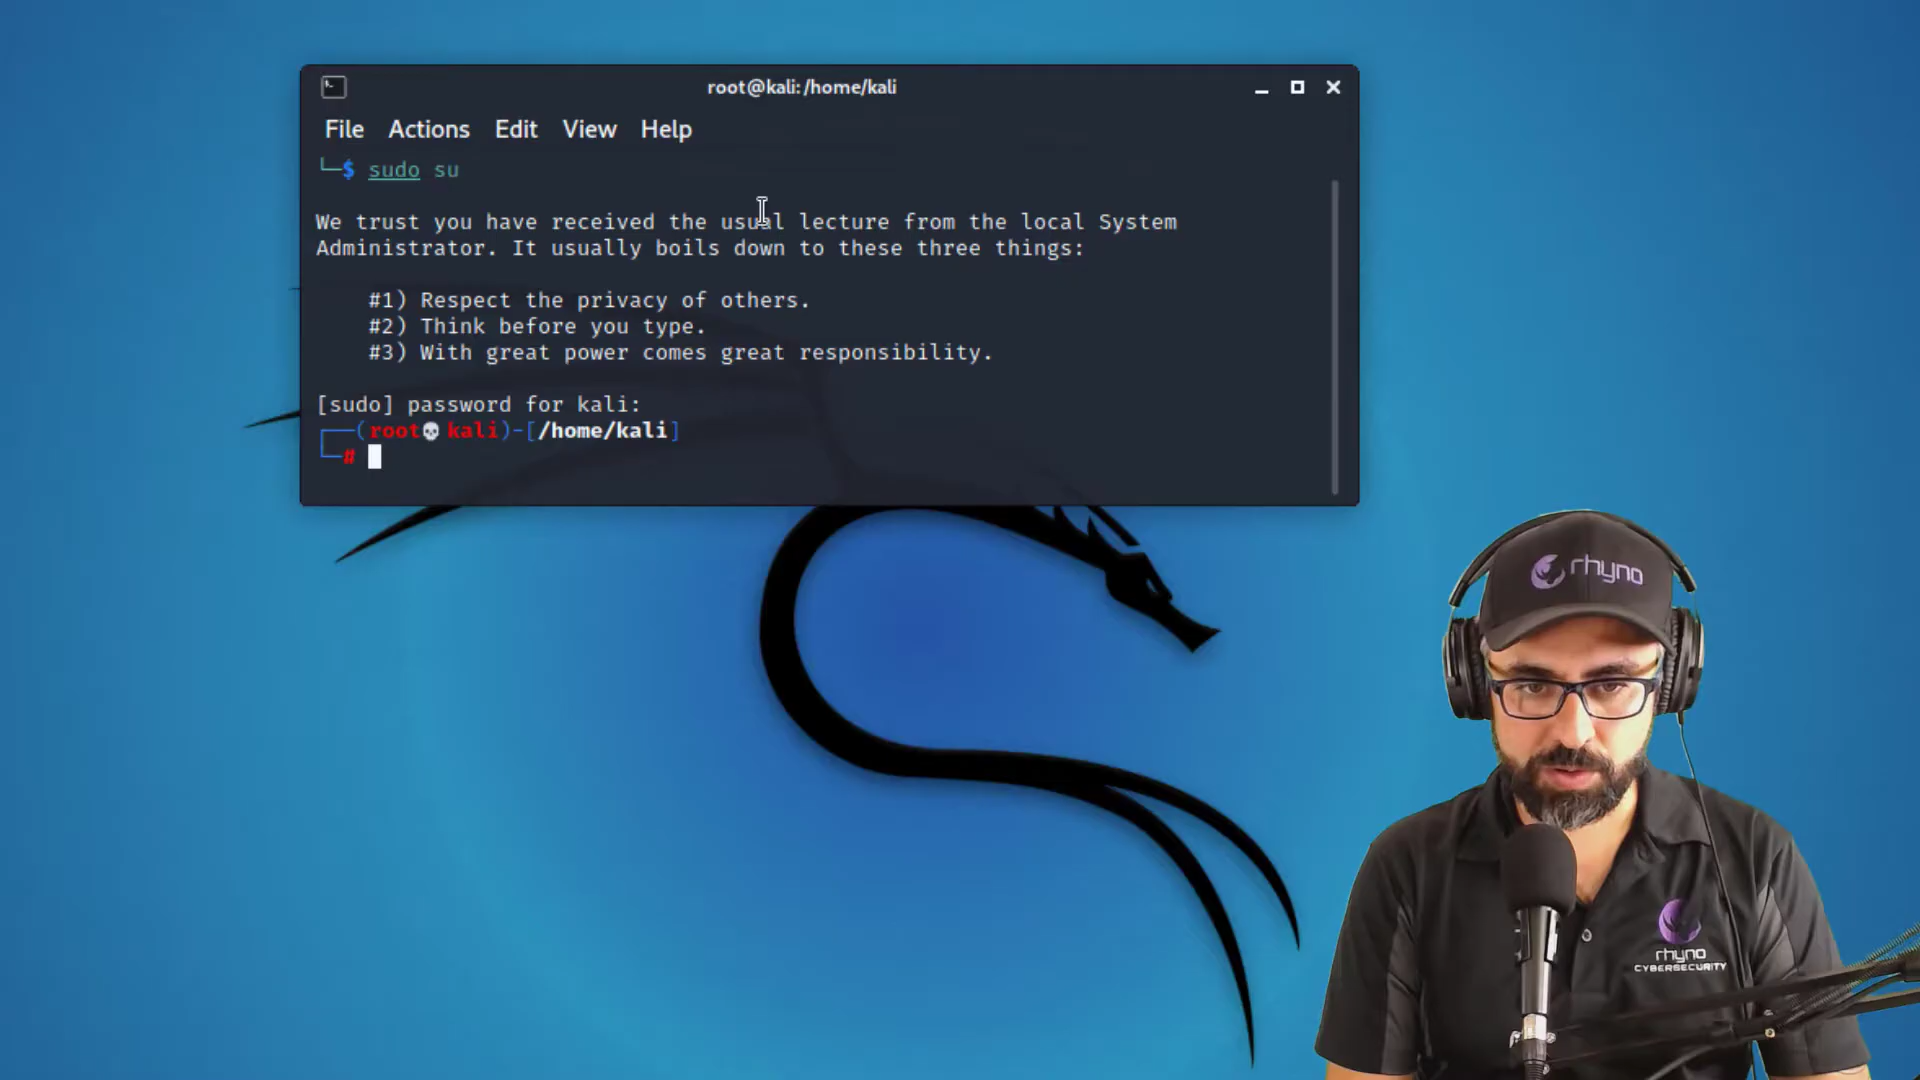 root@kali:/home/kali
File Actions Edit View Help
└─$ sudo su
We trust you have received the usual lecture from the local System
Administrator. It usually boils down to these three things:
#1) Respect the privacy of others.
#2) Think before you type.
#3) With great power comes great responsibility.
[sudo] password for kali:
┌──(root💀kali)-[/home/kali]
└─#
rhyno
rhyno
CYBERSECURITY